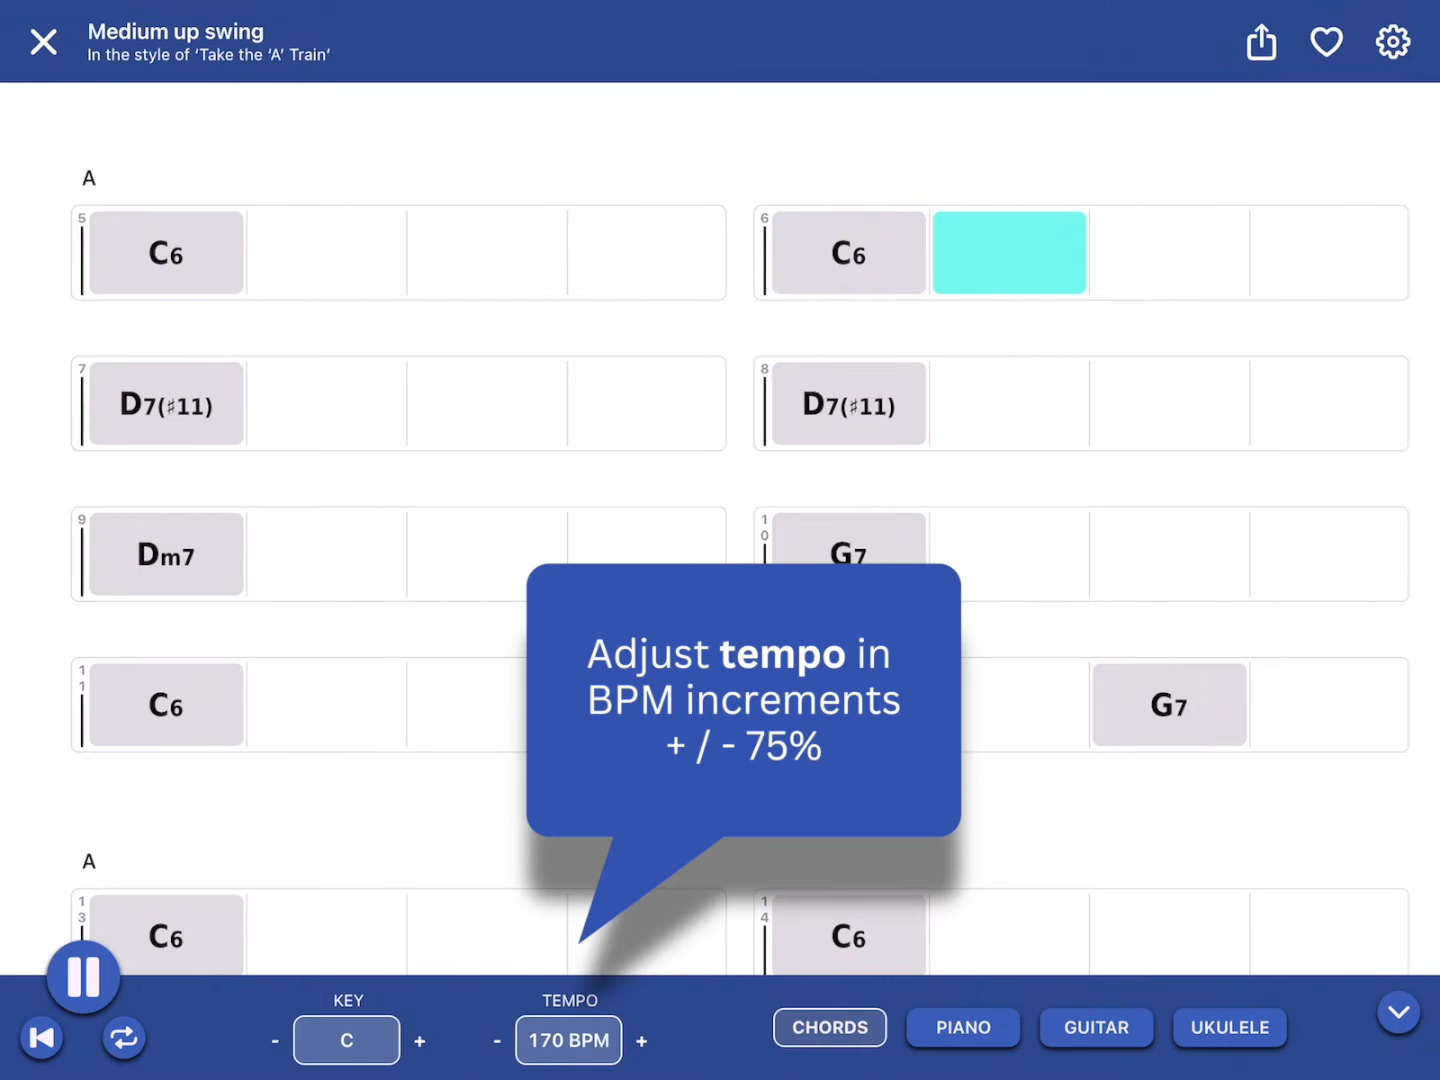 Medium up swing
In the style of ‘Take the ‘A’ Train’
A
5
C6
6
C6
7
D7(♯11)
8
D7(♯11)
9
Dm7
10
G7
11
C6
G7
Adjust tempo in
BPM increments
+ / - 75%
A
13
C6
14
C6
KEY
- C +
TEMPO
- 170 BPM +
CHORDS
PIANO
GUITAR
UKULELE